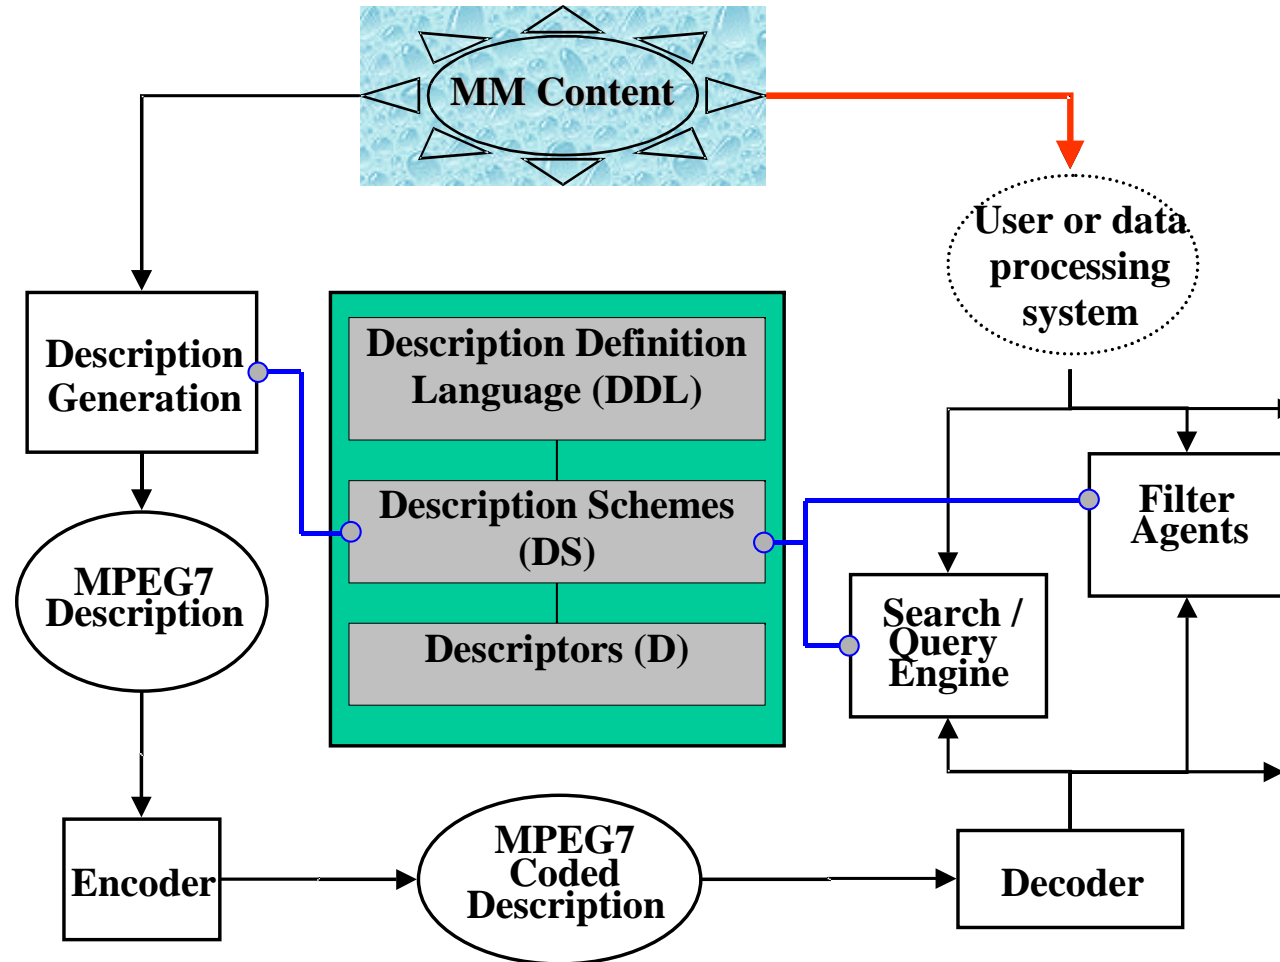 MM Content
User or data
processing
system
Description
Generation
Description Definition
Language (DDL)
Description Schemes
(DS)
Descriptors (D)
Filter
Agents
MPEG7
Description
Search /
Query
Engine
Encoder
MPEG7
Coded
Description
Decoder